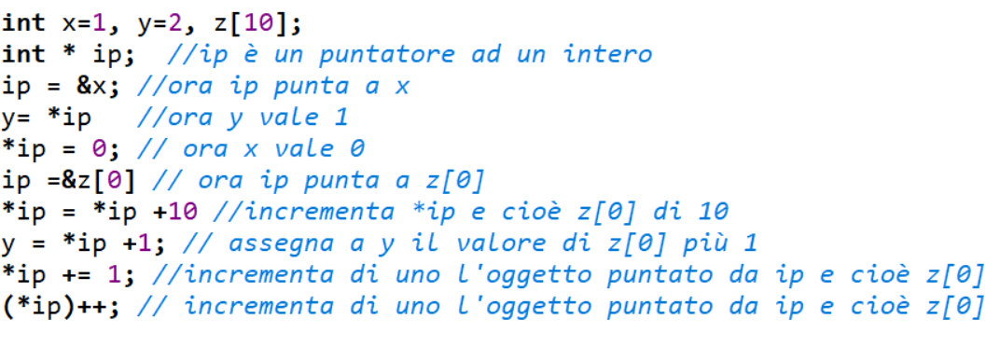 int x=1, y=2, z[10];
int * ip;  //ip è un puntatore ad un intero
ip = &x; //ora ip punta a x
y= *ip   //ora y vale 1
*ip = 0; // ora x vale 0
ip =&z[0] // ora ip punta a z[0]
*ip = *ip +10 //incrementa *ip e cioè z[0] di 10
y = *ip +1; // assegna a y il valore di z[0] più 1
*ip += 1; //incrementa di uno l'oggetto puntato da ip e cioè z[0]
(*ip)++; // incrementa di uno l'oggetto puntato da ip e cioè z[0]